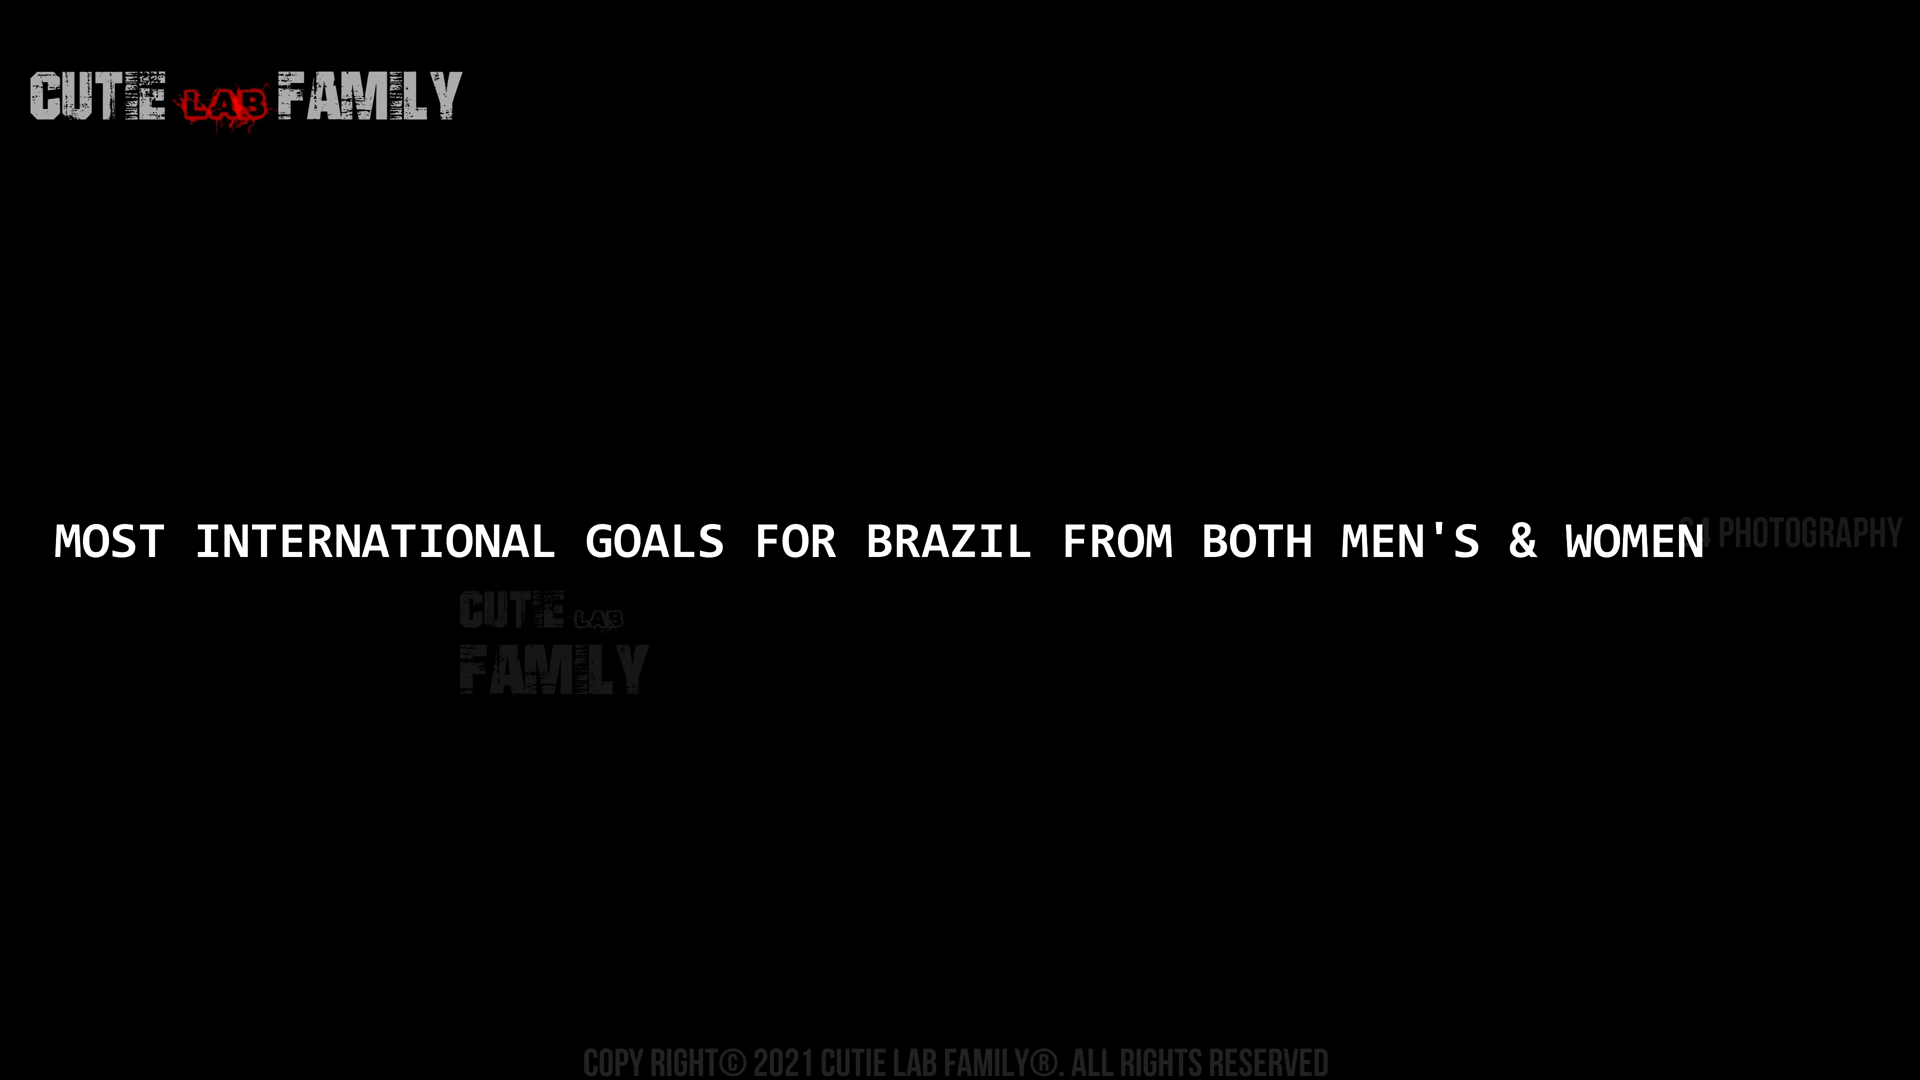 CUTIE LAB FAMILY
MOST INTERNATIONAL GOALS FOR BRAZIL FROM BOTH MEN'S & WOMEN
PHOTOGRAPHY
CUTIE LAB
FAMILY
COPY RIGHT© 2021 CUTIE LAB FAMILY®. ALL RIGHTS RESERVED